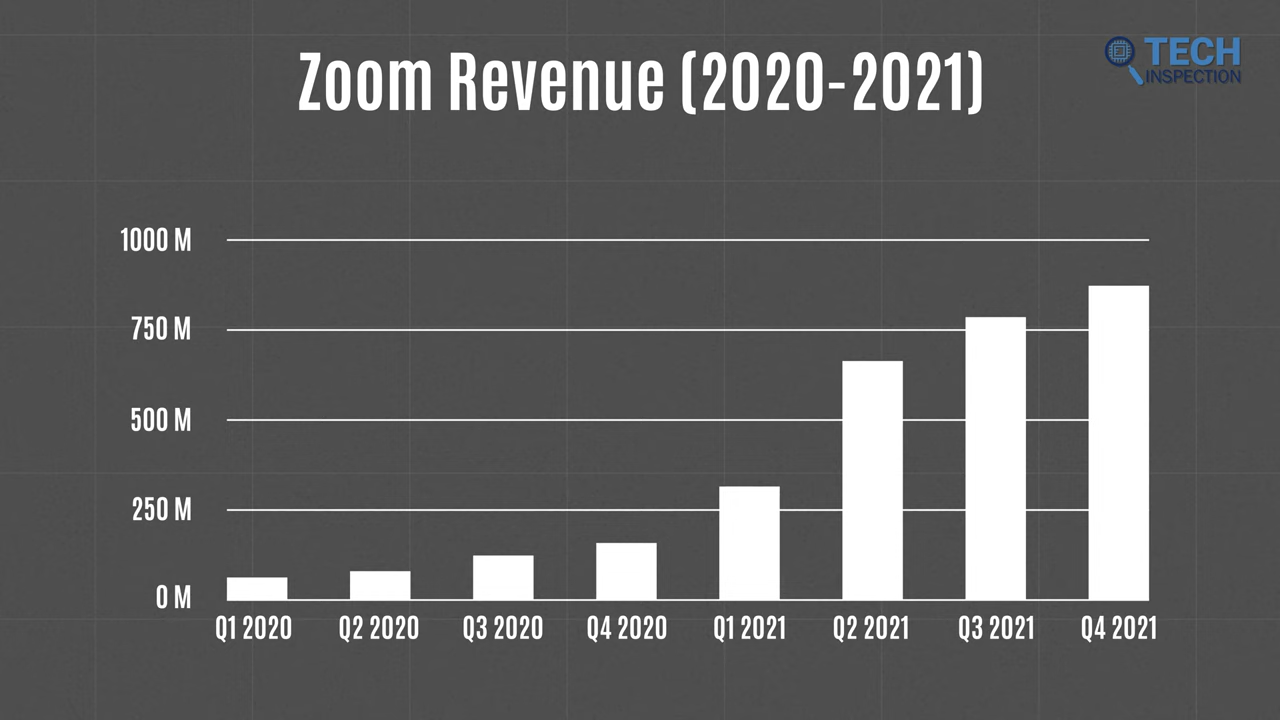 Zoom Revenue (2020-2021)
TECH
INSPECTION
1000 M
750 M
500 M
250 M
0 M
Q1 2020
Q2 2020
Q3 2020
Q4 2020
Q1 2021
Q2 2021
Q3 2021
Q4 2021